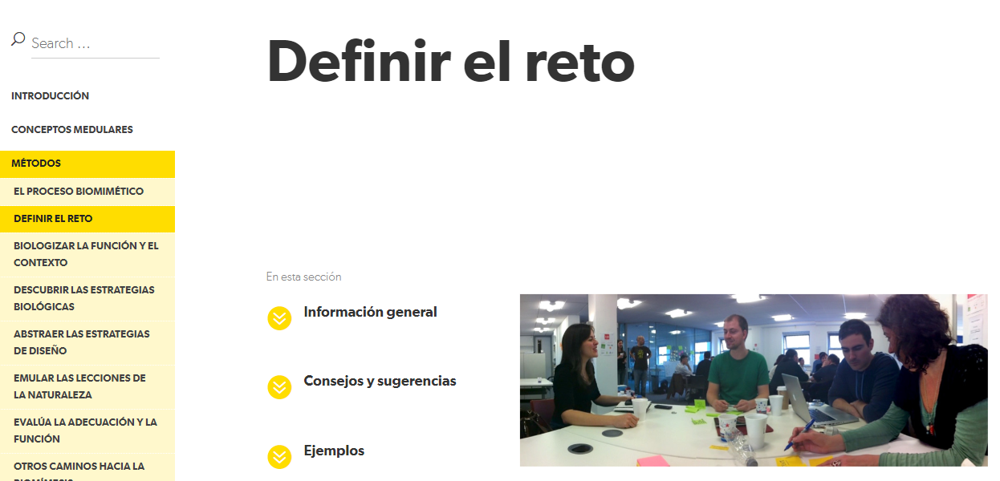 Search ...
INTRODUCCIÓN
CONCEPTOS MEDULARES
MÉTODOS
EL PROCESO BIOMIMÉTICO
DEFINIR EL RETO
BIOLOGIZAR LA FUNCIÓN Y EL
CONTEXTO
DESCUBRIR LAS ESTRATEGIAS
BIOLÓGICAS
ABSTRAER LAS ESTRATEGIAS
DE DISEÑO
EMULAR LAS LECCIONES DE
LA NATURALEZA
EVALÚA LA ADECUACIÓN Y LA
FUNCIÓN
OTROS CAMINOS HACIA LA
BIOMÍMESIS
Definir el reto
En esta sección
Información general
Consejos y sugerencias
Ejemplos